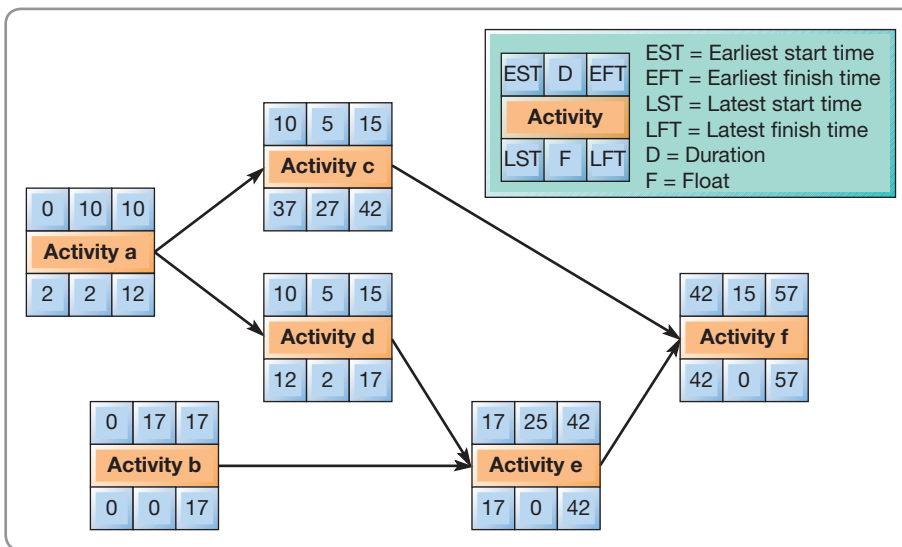 EST D EFT
Activity
LST F LFT
EST = Earliest start time
EFT = Earliest finish time
LST = Latest start time
LFT = Latest finish time
D = Duration
F = Float
10 5 15
Activity c
37 27 42
0 10 10
Activity a
2 2 12
10 5 15
Activity d
12 2 17
42 15 57
Activity f
42 0 57
0 17 17
Activity b
0 0 17
17 25 42
Activity e
17 0 42